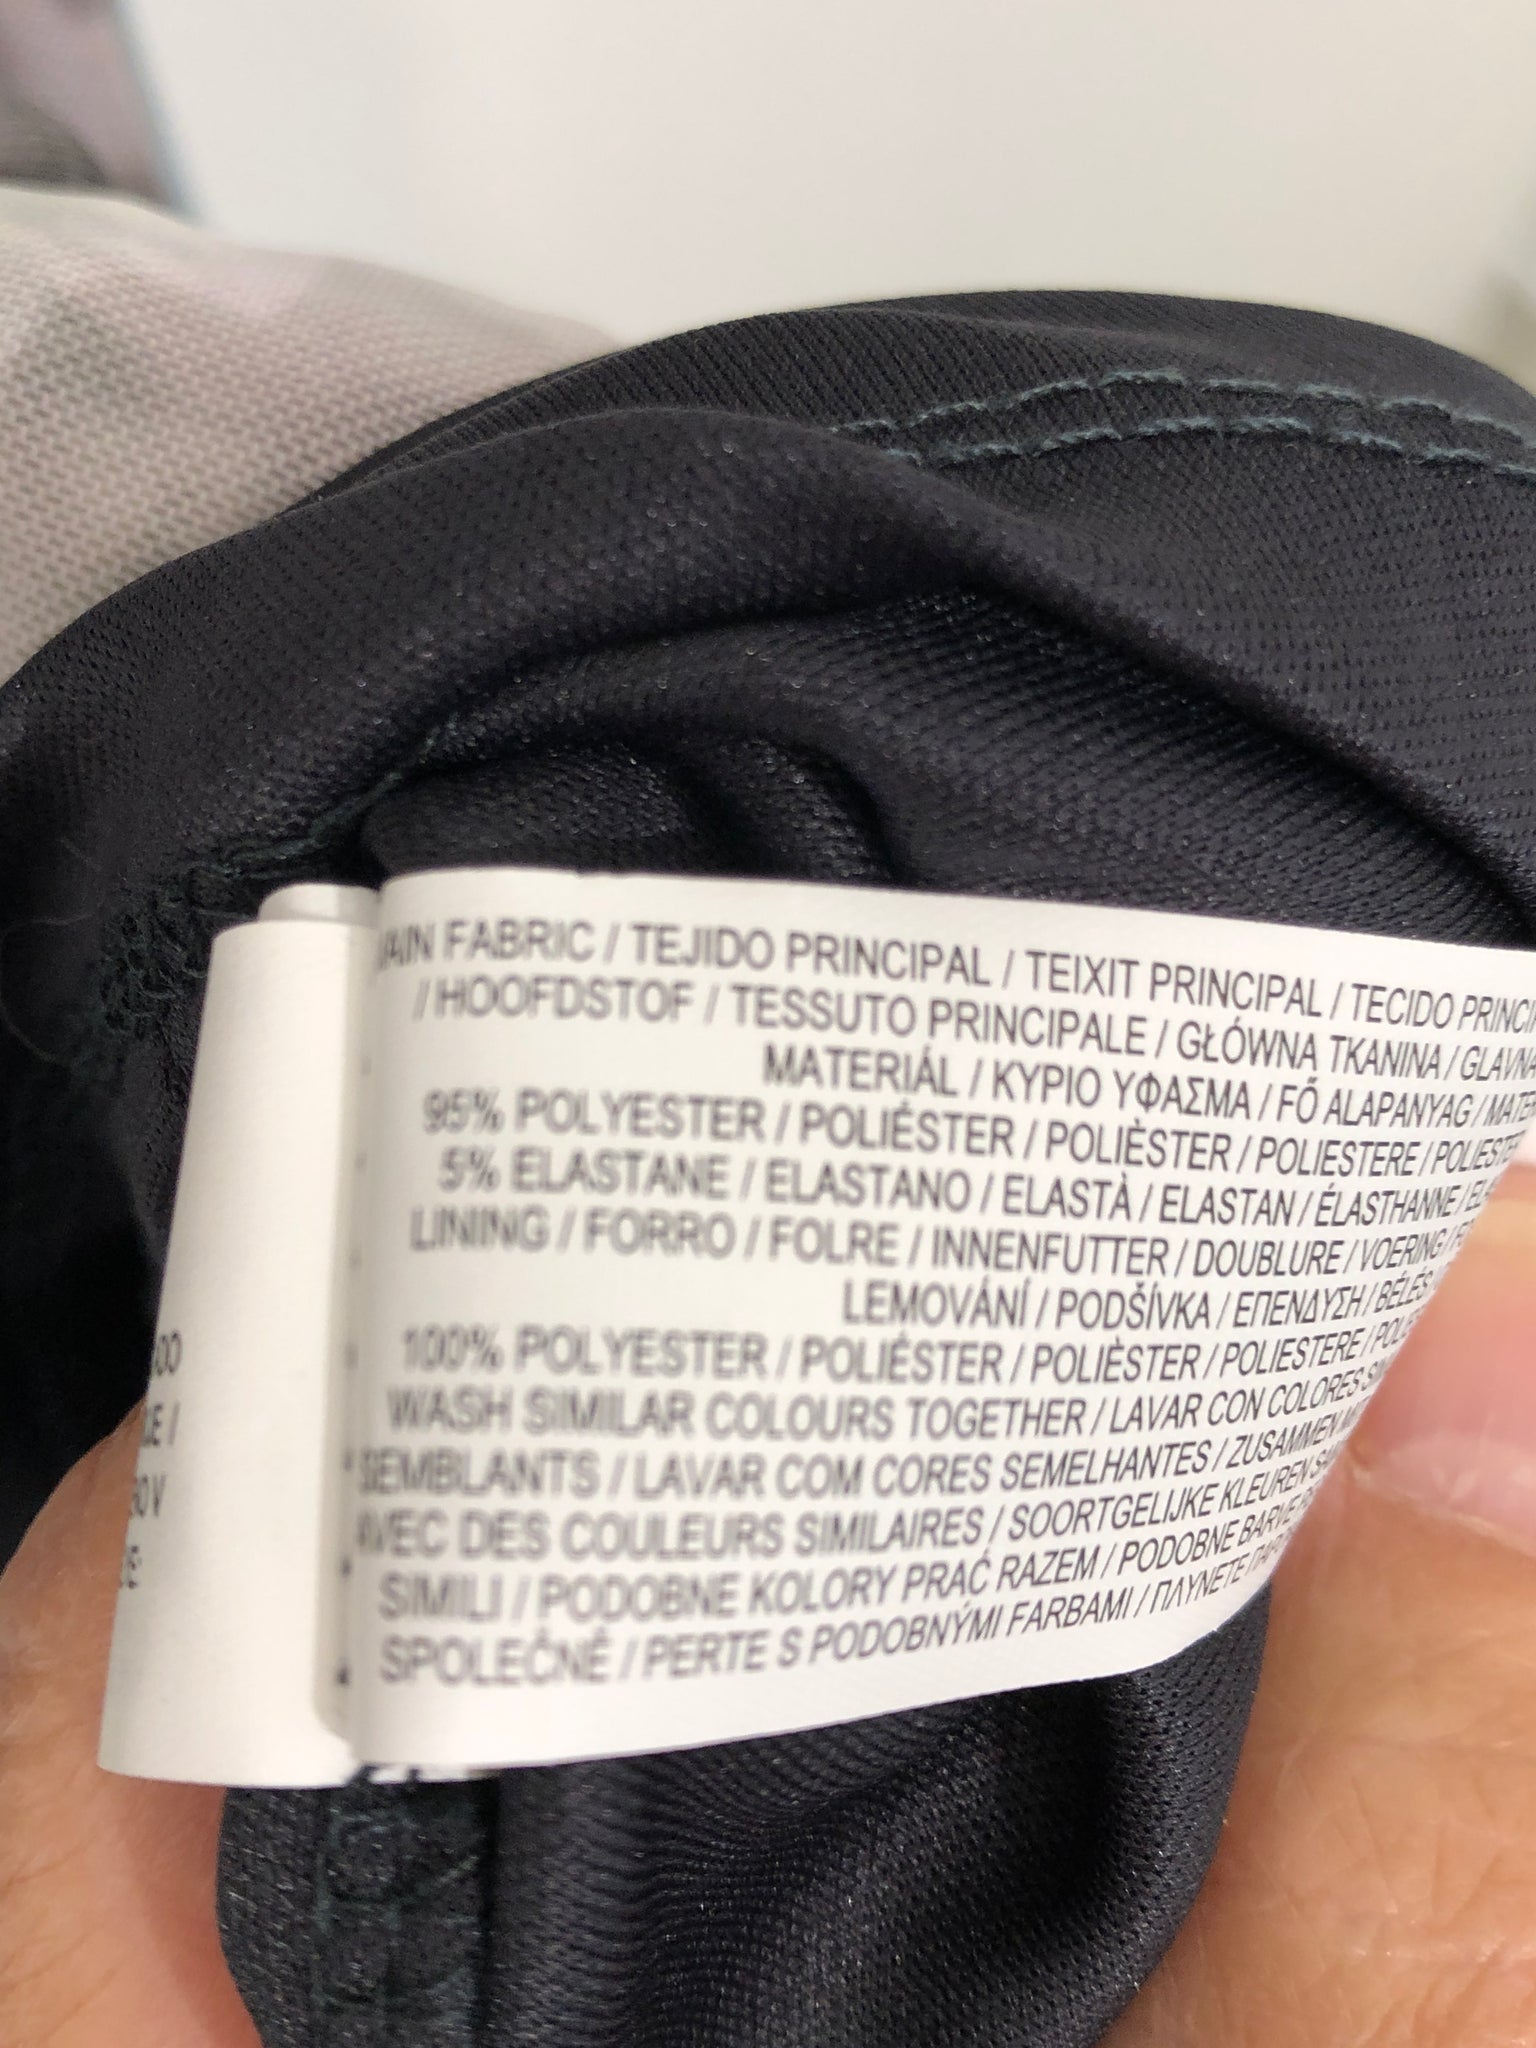 FABRIC / TEJIDO PRINCIPAL / TEIXIT PRINCIPAL / TECIDO
/ HOOFDSTOF / TESSUTO PRINCIPALE / GŁÓWNA TKANINA /
MATERIÁL / ΚΥΡΙΟ ΥΦΑΣΜΑ / FŐ ALAPANYAG /
95% POLYESTER / POLIÉSTER / POLIÈSTER / POLIESTERE /
5% ELASTANE / ELASTANO / ELASTÀ / ELASTAN / ÉLASTHANNE /
LINING / FORRO / FOLRE / INNENFUTTER / DOUBLURE / VOERING /
LEMOVÁNÍ / PODŠÍVKA / ΕΠΕΝΔΥΣΗ / BÉLÉS
100% POLYESTER / POLIÉSTER / POLIÈSTER / POLIESTERE /
WASH SIMILAR COLOURS TOGETHER / LAVAR CON COLORES
SEMBLANTS / LAVAR COM CORES SEMELHANTES / ZUSAMMEN
AVEC DES COULEURS SIMILAIRES / SOORTGELIJKE KLEUREN
SIMILI / PODOBNE KOLORY PRAĆ RAZEM / PODOBNE BARVE
SPOLEČNĚ / PERTE S PODOBNÝMI FARBAMI / ΠΛΥΝΕΤΕ